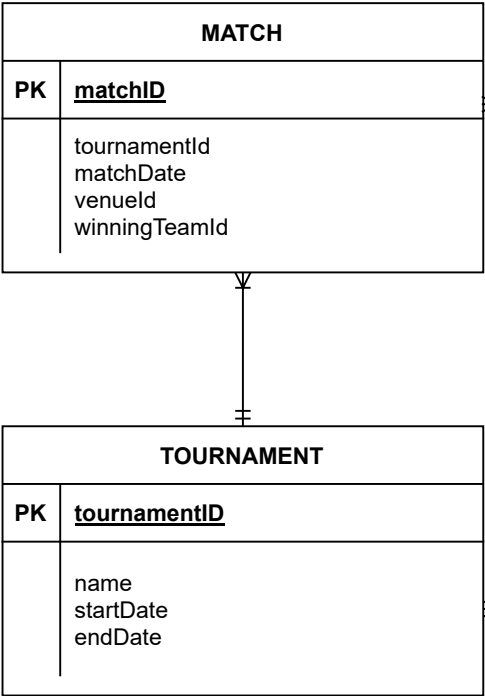 MATCH
PK matchID
tournamentId
matchDate
venueId
winningTeamId
TOURNAMENT
PK tournamentID
name
startDate
endDate